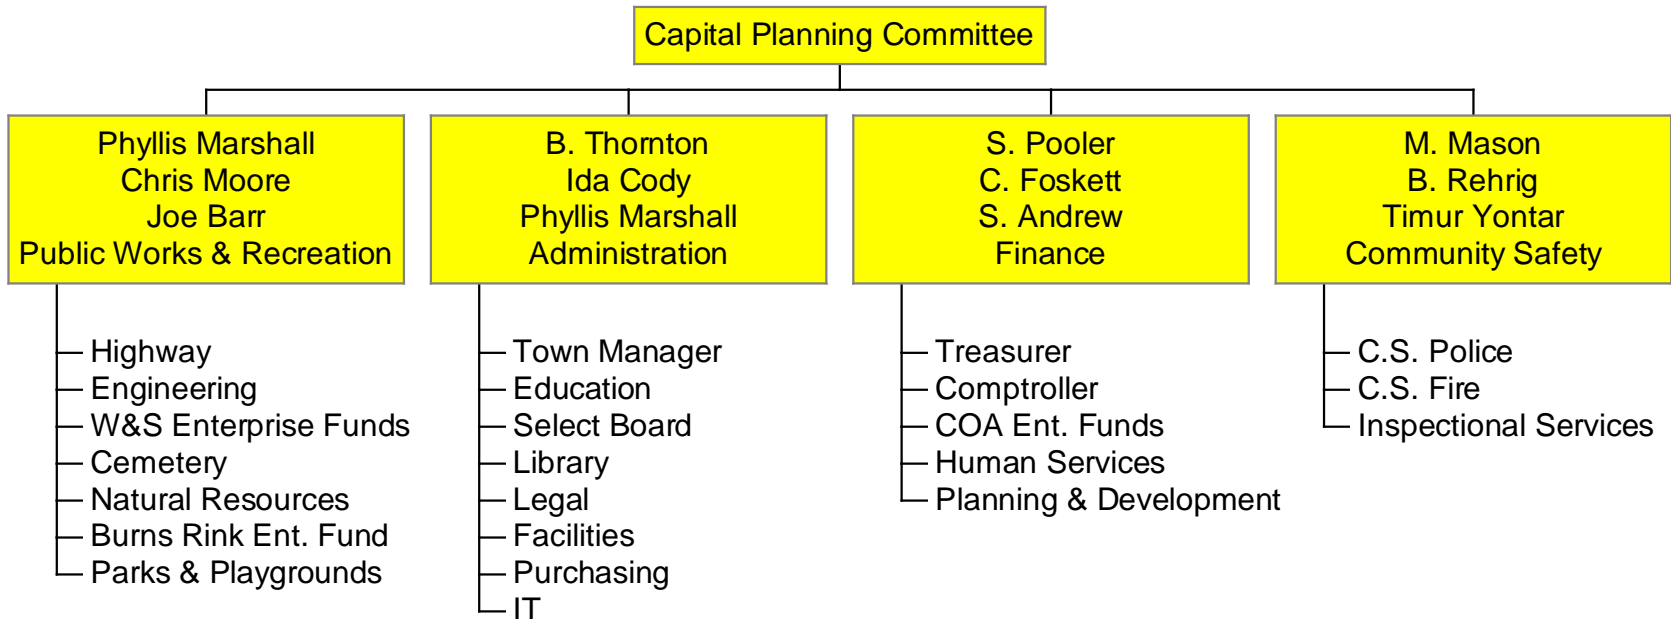 Capital Planning Committee
Phyllis Marshall
Chris Moore
Joe Barr
Public Works & Recreation
Highway
Engineering
W&S Enterprise Funds
Cemetery
Natural Resources
Burns Rink Ent. Fund
Parks & Playgrounds
B. Thornton
Ida Cody
Phyllis Marshall
Administration
Town Manager
Education
Select Board
Library
Legal
Facilities
Purchasing
IT
S. Pooler
C. Foskett
S. Andrew
Finance
Treasurer
Comptroller
COA Ent. Funds
Human Services
Planning & Development
M. Mason
B. Rehrig
Timur Yontar
Community Safety
C.S. Police
C.S. Fire
Inspectional Services